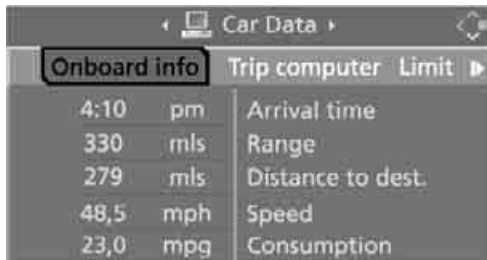 Car Data
Onboard info Trip computer Limit
4:10 pm Arrival time
330 mls Range
279 mls Distance to dest.
48,5 mph Speed
23,0 mpg Consumption